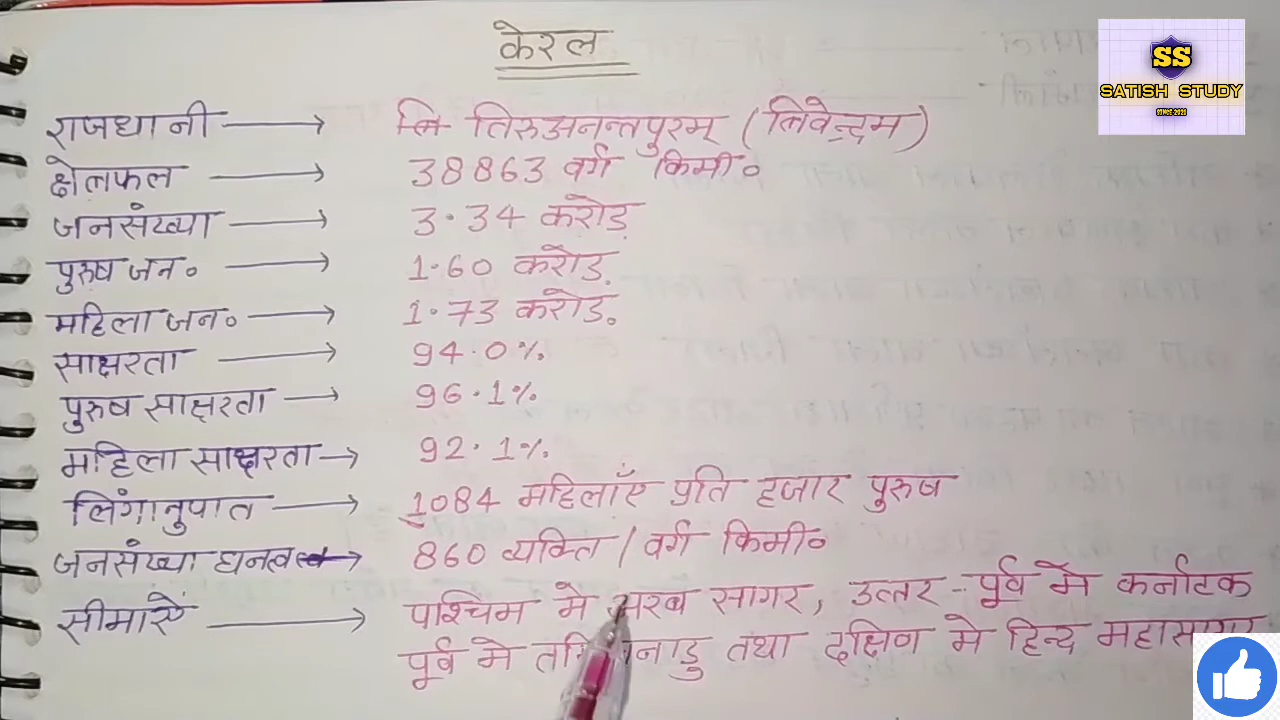 केरल
SS
SATISH STUDY
राजधानी → तिरुअनन्तपुरम् (त्रिवेन्द्रम)
क्षेत्रफल → 38863 वर्ग किमी०
जनसंख्या → 3.34 करोड़
पुरुष जन० → 1.60 करोड़
महिला जन० → 1.73 करोड़
साक्षरता → 94.0%
पुरुष साक्षरता → 96.1%
महिला साक्षरता → 92.1%
लिंगानुपात → 1084 महिलाएँ प्रति हजार पुरुष
जनसंख्या घनत्व → 860 व्यक्ति / वर्ग किमी०
सीमाएँ → पश्चिम मे अरब सागर, उत्तर - पूर्व में कर्नाटक
पूर्व मे तमिलनाडु तथा दक्षिण मे हिन्द महासागर